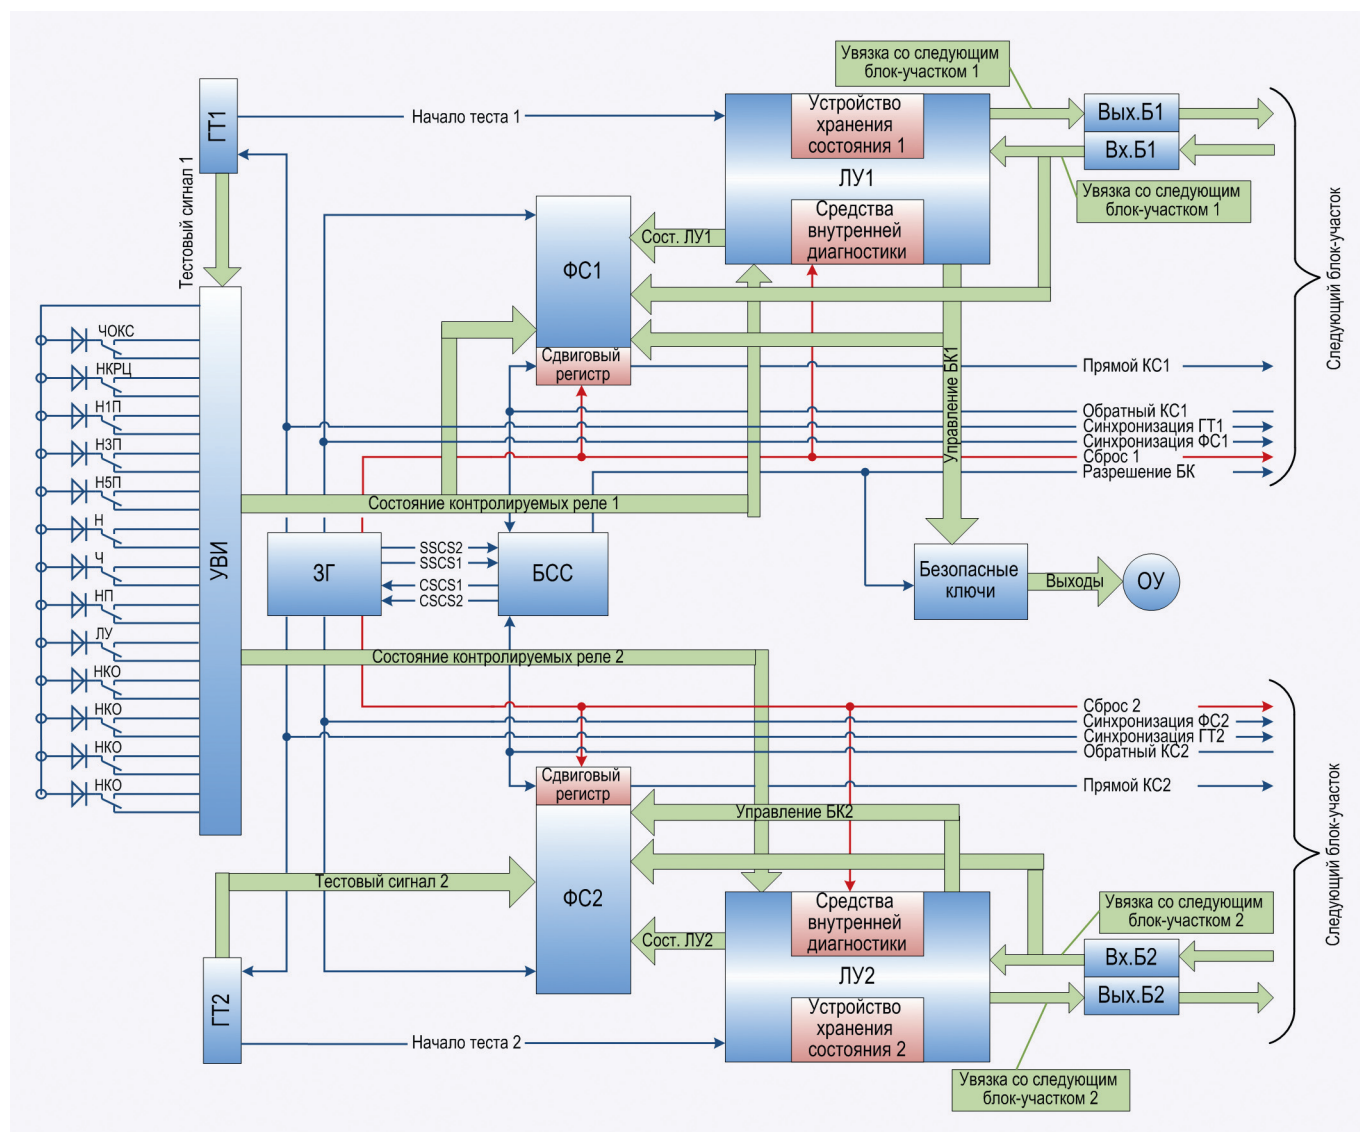 Увязка со следующим
блок-участком 1
ГТ1
Начало теста 1
Устройство
хранения
состояния 1
ЛУ1
Средства
внутренней
диагностики
Вых.Б1
Вх.Б1
Увязка со следующим
блок-участком 1
Следующий блок-участок
Тестовый сигнал 1
Сост. ЛУ1
ФС1
Сдвиговый
регистр
Управление БК1
Прямой КС1
Обратный КС1
Синхронизация ГТ1
Синхронизация ФС1
Сброс 1
Разрешение БК
ЧОКС
НКРЦ
Н1П
Н3П
Н5П
Н
Ч
НП
ЛУ
НКО
НКО
НКО
НКО
УВИ
Состояние контролируемых реле 1
ЗГ
SSCS2
SSCS1
CSCS1
CSCS2
БСС
Безопасные
ключи
Выходы
ОУ
Состояние контролируемых реле 2
Сброс 2
Синхронизация ФС2
Синхронизация ГТ2
Обратный КС2
Прямой КС2
Следующий блок-участок
Сдвиговый
регистр
ФС2
Управление БК2
Тестовый сигнал 2
Сост. ЛУ2
Средства
внутренней
диагностики
ЛУ2
Устройство
хранения
состояния 2
Увязка со следующим
блок-участком 2
Вх.Б2
Вых.Б2
ГТ2
Начало теста 2
Увязка со следующим
блок-участком 2